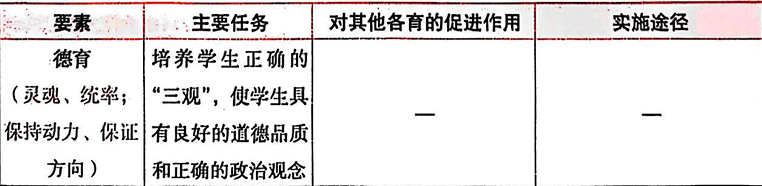 要素 主要任务 对其他各育的促进作用 实施途径
德育 培养学生正确的
（灵魂、统率； “三观”，使学生具
保持动力、保证 有良好的道德品质 — —
方向） 和正确的政治观念